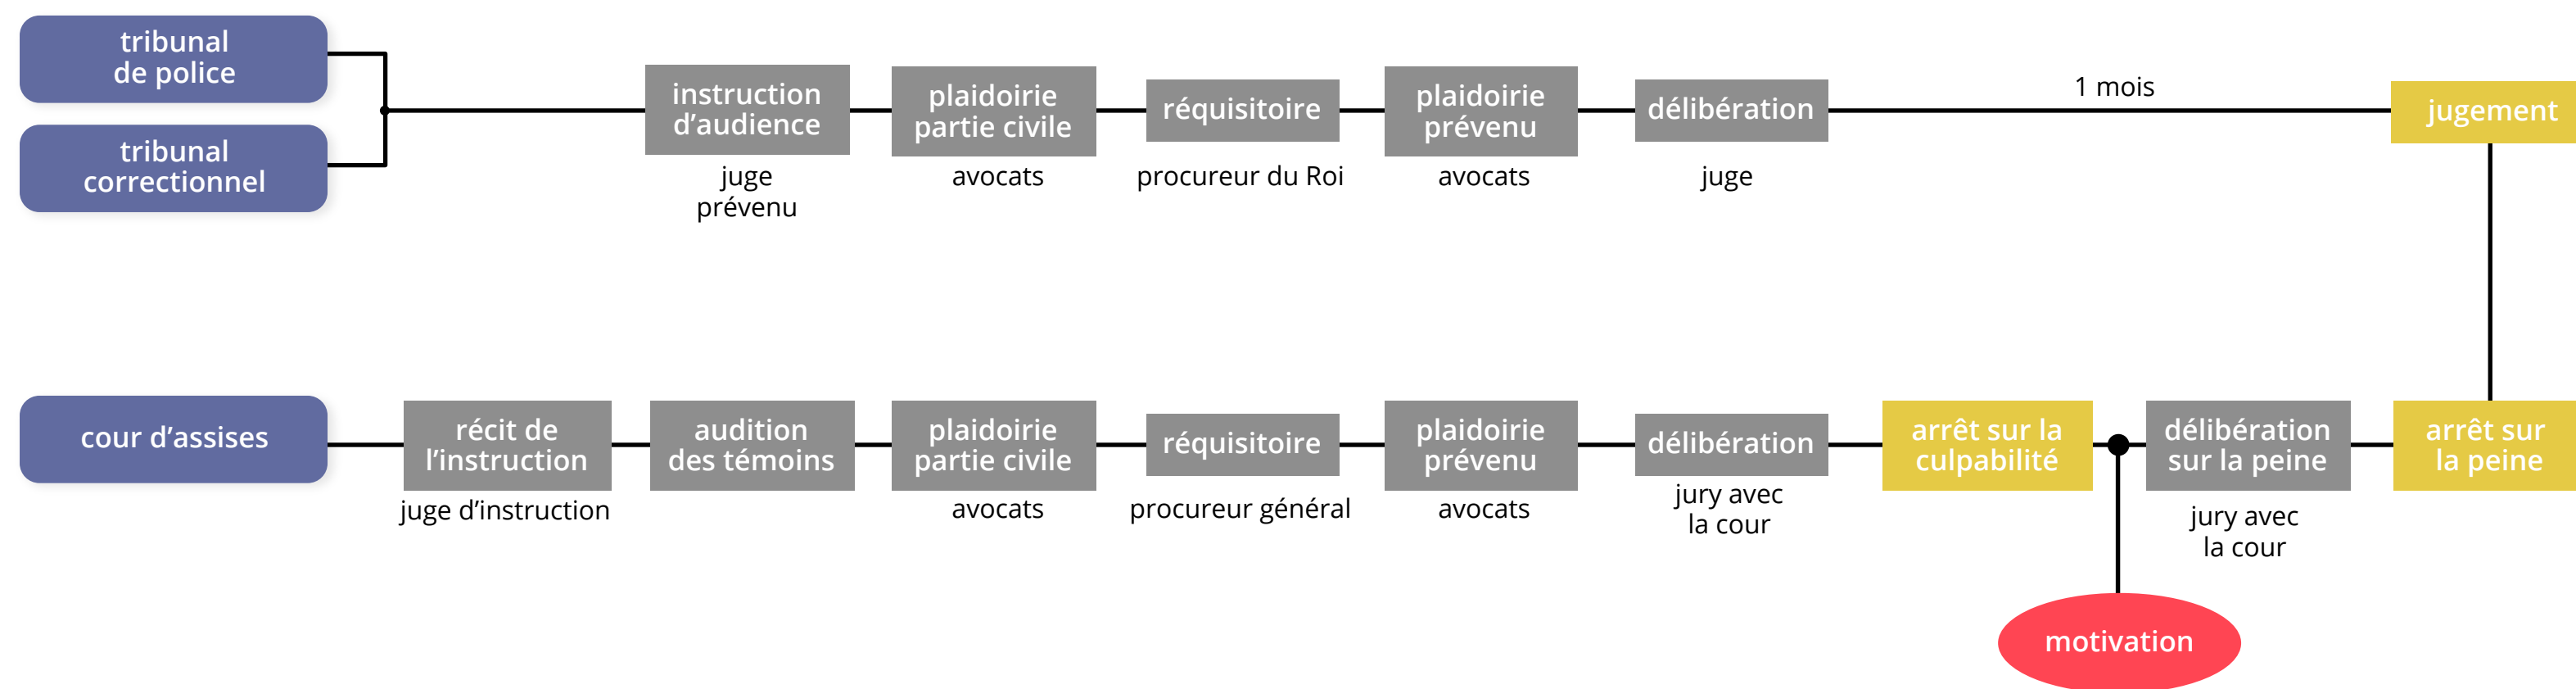 tribunal
de police
tribunal
correctionnel
instruction
d’audience
juge
prévenu
plaidoirie
partie civile
avocats
réquisitoire
procureur du Roi
plaidoirie
prévenu
avocats
délibération
juge
1 mois
jugement
cour d’assises
récit de
l’instruction
juge d’instruction
audition
des témoins
plaidoirie
partie civile
avocats
réquisitoire
procureur général
plaidoirie
prévenu
avocats
délibération
jury avec
la cour
arrêt sur la
culpabilité
motivation
délibération
sur la peine
jury avec
la cour
arrêt sur
la peine